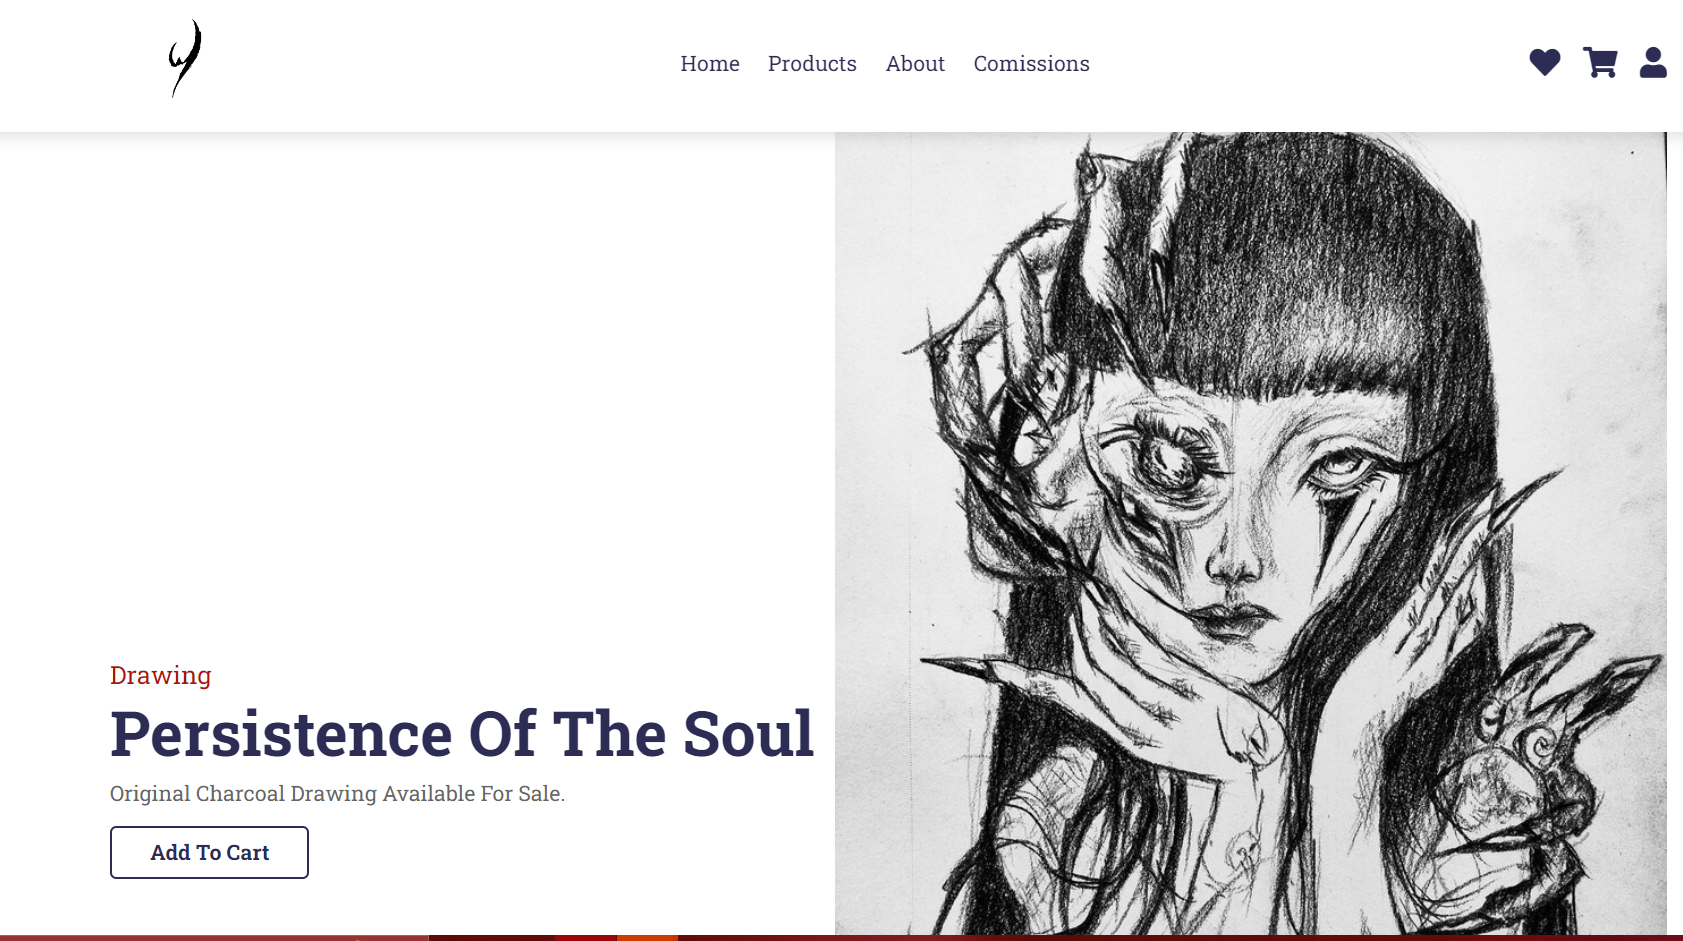 Home Products About Comissions
Drawing
Persistence Of The Soul
Original Charcoal Drawing Available For Sale.
Add To Cart